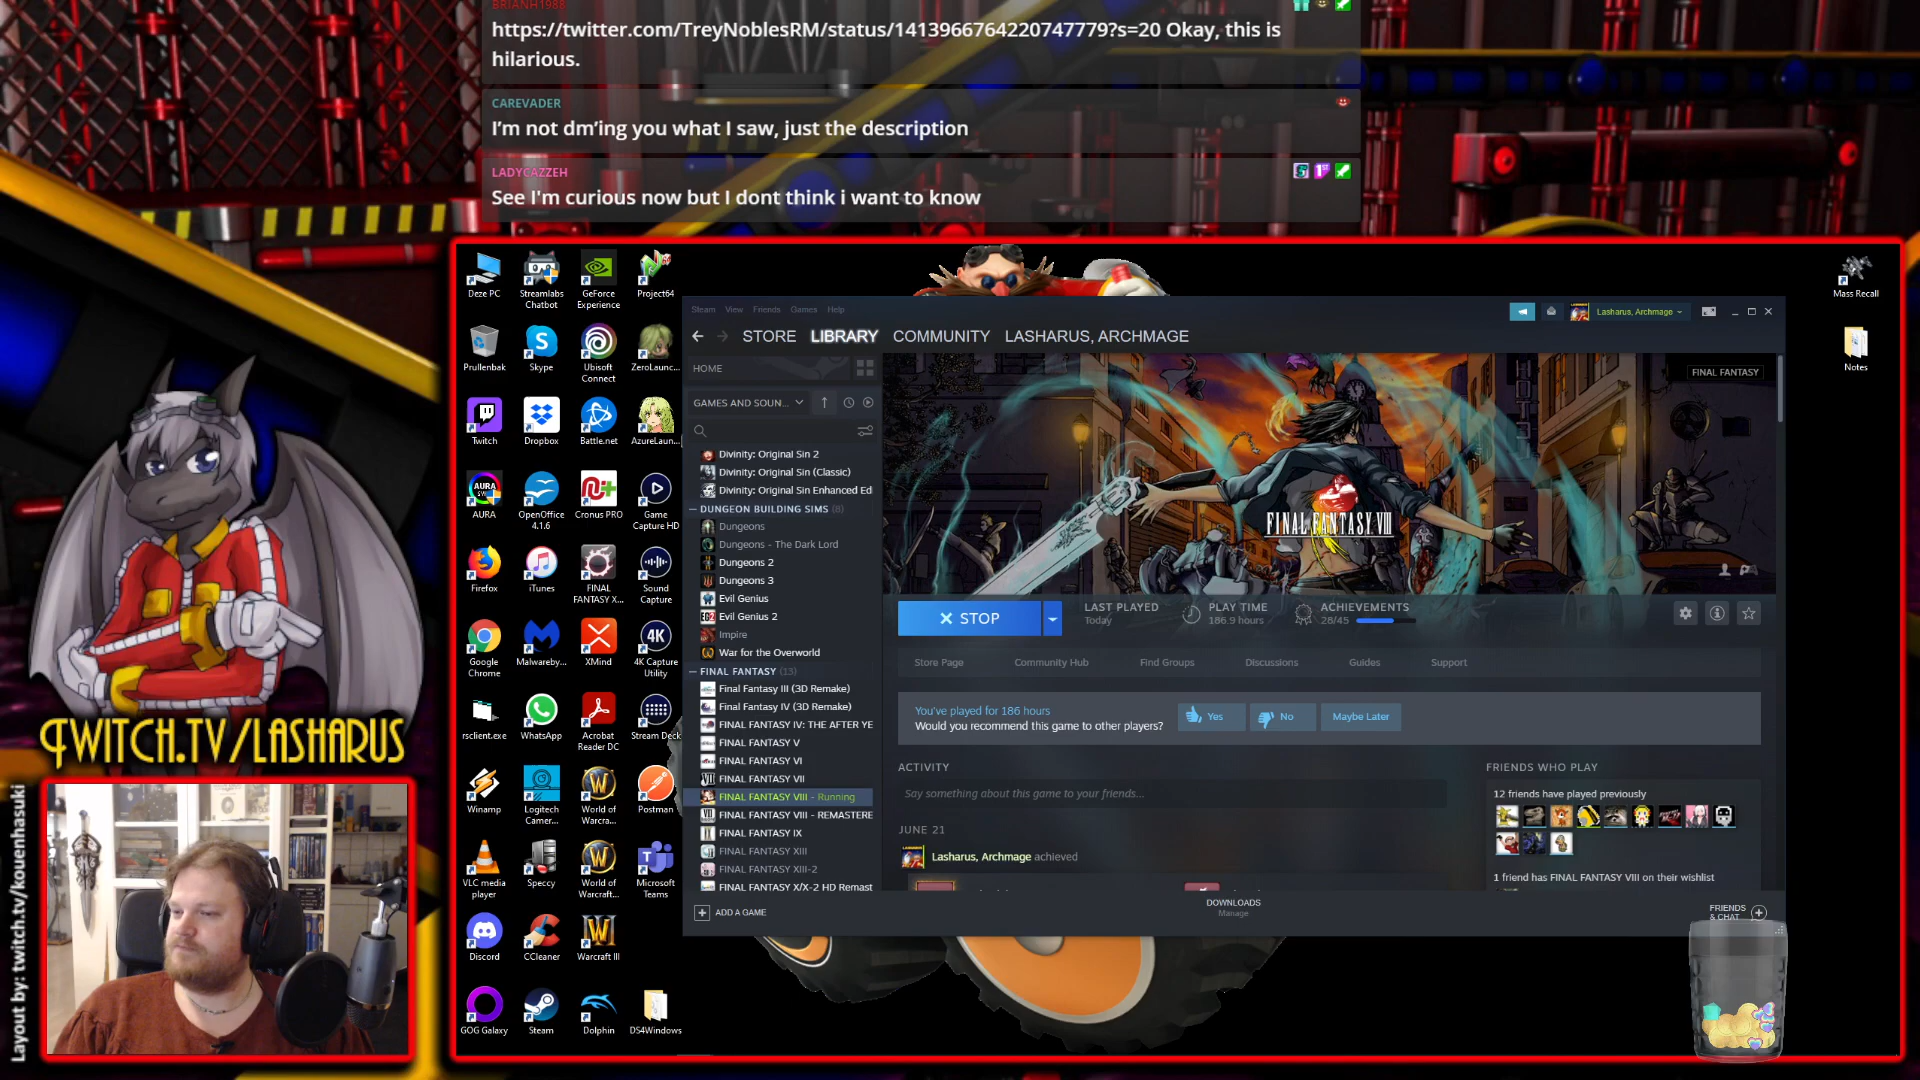 BRIANH1988
https://twitter.com/TreyNoblesRM/status/1413966764220747779?s=20 Okay, this is
hilarious.
CAREVADER
I'm not dm'ing you what I saw, just the description
LADYCAZZEH
See I'm curious now but I dont think i want to know
Deze PC
Streamlabs Chatbot
GeForce Experience
Project64
Mass Recall
Prullenbak
Skype
Ubisoft Connect
ZeroLaunc...
Notes
Twitch
Dropbox
Battle.net
AzureLaun...
AURA
OpenOffice 4.1.6
Cronus PRO
Game Capture HD
Firefox
iTunes
FINAL FANTASY X...
Sound Capture
Google Chrome
Malwareby...
XMind
4K Capture Utility
rsclient.exe
WhatsApp
Acrobat Reader DC
Stream Deck
Winamp
Logitech Camer...
World of Warcra...
Postman
VLC media player
Speccy
World of Warcraft...
Microsoft Teams
Discord
CCleaner
Warcraft III
GOG Galaxy
Steam
Dolphin
DS4Windows
Steam View Friends Games Help
Lasharus, Archmage
STORE LIBRARY COMMUNITY LASHARUS, ARCHMAGE
HOME
GAMES AND SOUN...
Divinity: Original Sin 2
Divinity: Original Sin (Classic)
Divinity: Original Sin Enhanced Ed
DUNGEON BUILDING SIMS (8)
Dungeons
Dungeons - The Dark Lord
Dungeons 2
Dungeons 3
Evil Genius
Evil Genius 2
Impire
War for the Overworld
FINAL FANTASY (13)
Final Fantasy III (3D Remake)
Final Fantasy IV (3D Remake)
FINAL FANTASY IV: THE AFTER YE
FINAL FANTASY V
FINAL FANTASY VI
FINAL FANTASY VII
FINAL FANTASY VIII - Running
FINAL FANTASY VIII - REMASTERE
FINAL FANTASY IX
FINAL FANTASY XIII
FINAL FANTASY XIII-2
FINAL FANTASY X/X-2 HD Remast
ADD A GAME
FINAL FANTASY
HOTEL
FINAL FANTASY VIII
STOP
LAST PLAYED
Today
PLAY TIME
186.9 hours
ACHIEVEMENTS
28/45
Store Page
Community Hub
Find Groups
Discussions
Guides
Support
You've played for 186 hours
Would you recommend this game to other players?
Yes
No
Maybe Later
ACTIVITY
Say something about this game to your friends...
JUNE 21
Lasharus, Archmage achieved
FRIENDS WHO PLAY
12 friends have played previously
1 friend has FINAL FANTASY VIII on their wishlist
DOWNLOADS
Manage
FRIENDS
& CHAT
TWITCH.TV/LASHARUS
Layout by: twitch.tv/kouenhasuki